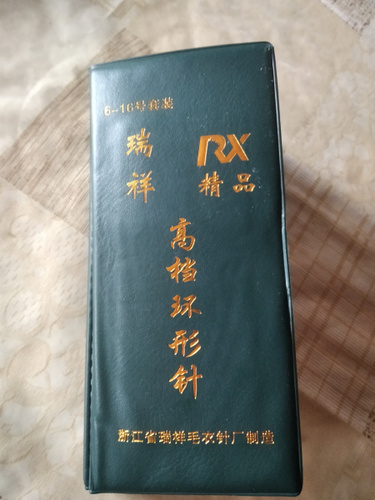 6-16号套装
瑞祥
RX
精品
高档环形针
浙江省瑞祥毛衣针厂制造